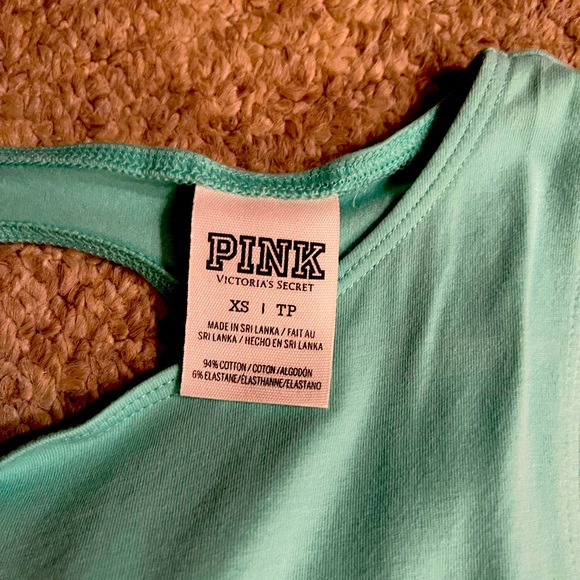 PINK
VICTORIA'S SECRET
XS | TP
MADE IN SRI LANKA / FAIT AU
SRI LANKA / HECHO EN SRI LANKA
94% COTTON / COTON / ALGODÓN
6% ELASTANE/ÉLASTHANNE/ELASTANO